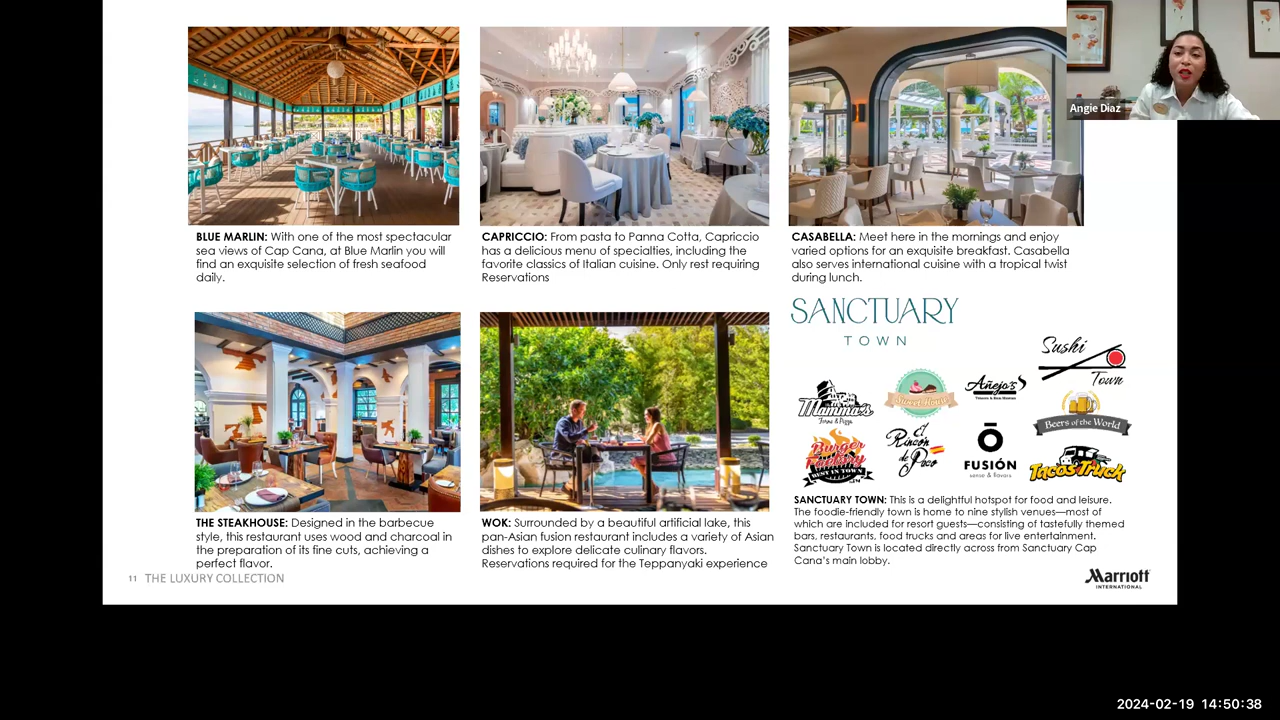 Angie Diaz
BLUE MARLIN: With one of the most spectacular
sea views of Cap Cana, at Blue Marlin you will
find an exquisite selection of fresh seafood
daily.
CAPRICCIO: From pasta to Panna Cotta, Capriccio
has a delicious menu of specialties, including the
favorite classics of Italian cuisine. Only rest requiring
Reservations
CASABELLA: Meet here in the mornings and enjoy
varied options for an exquisite breakfast. Casabella
also serves international cuisine with a tropical twist
during lunch.
THE STEAKHOUSE: Designed in the barbecue
style, this restaurant uses wood and charcoal in
the preparation of its fine cuts, achieving a
perfect flavor.
WOK: Surrounded by a beautiful artificial lake, this
pan-Asian fusion restaurant includes a variety of Asian
dishes to explore delicate culinary flavors.
Reservations required for the Teppanyaki experience
SANCTUARY
TOWN
Sushi
Town
Mamma's
Forno & Pizza
Sweet House
Añejo's
Beers of the World
Burger
Factory
BEST IN TOWN
El
Rincón
de
Paco
FUSIÓN
sense & flavors
Tacos Truck
SANCTUARY TOWN: This is a delightful hotspot for food and leisure.
The foodie-friendly town is home to nine stylish venues—most of
which are included for resort guests—consisting of tastefully themed
bars, restaurants, food trucks and areas for live entertainment.
Sanctuary Town is located directly across from Sanctuary Cap
Cana's main lobby.
11 THE LUXURY COLLECTION
Marriott
INTERNATIONAL
2024-02-19 14:50:38